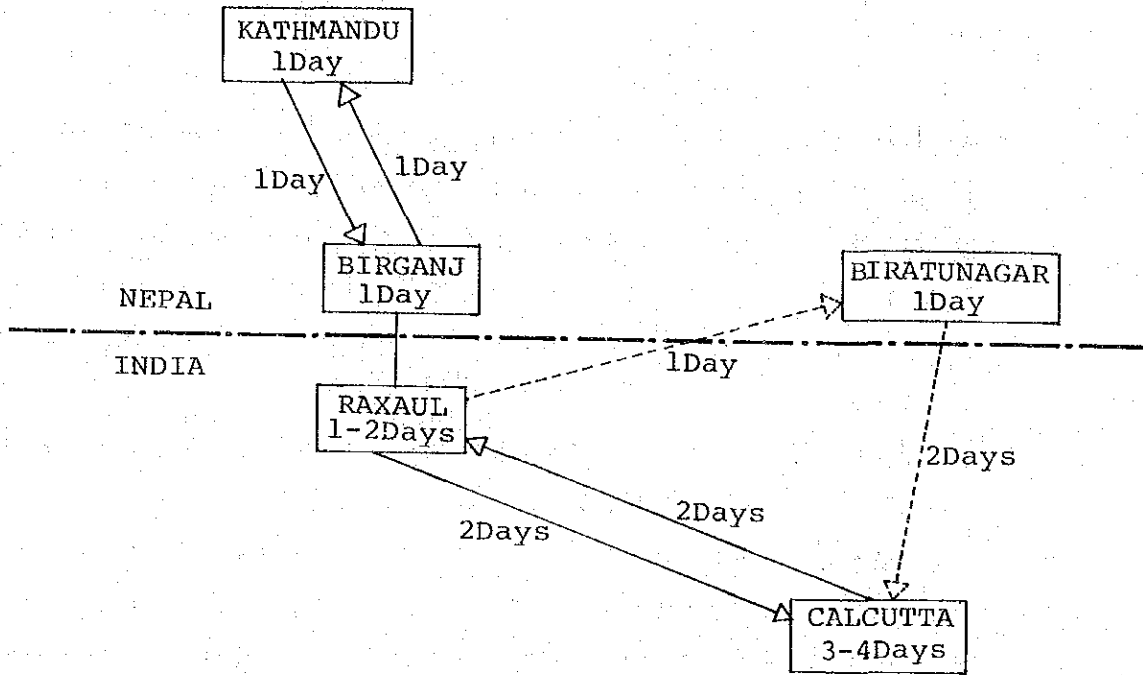 KATHMANDU
1Day
1Day
1Day
BIRGANJ
1Day
BIRATUNAGAR
1Day
NEPAL
INDIA
1Day
RAXAUL
1-2Days
2Days
2Days
2Days
CALCUTTA
3-4Days